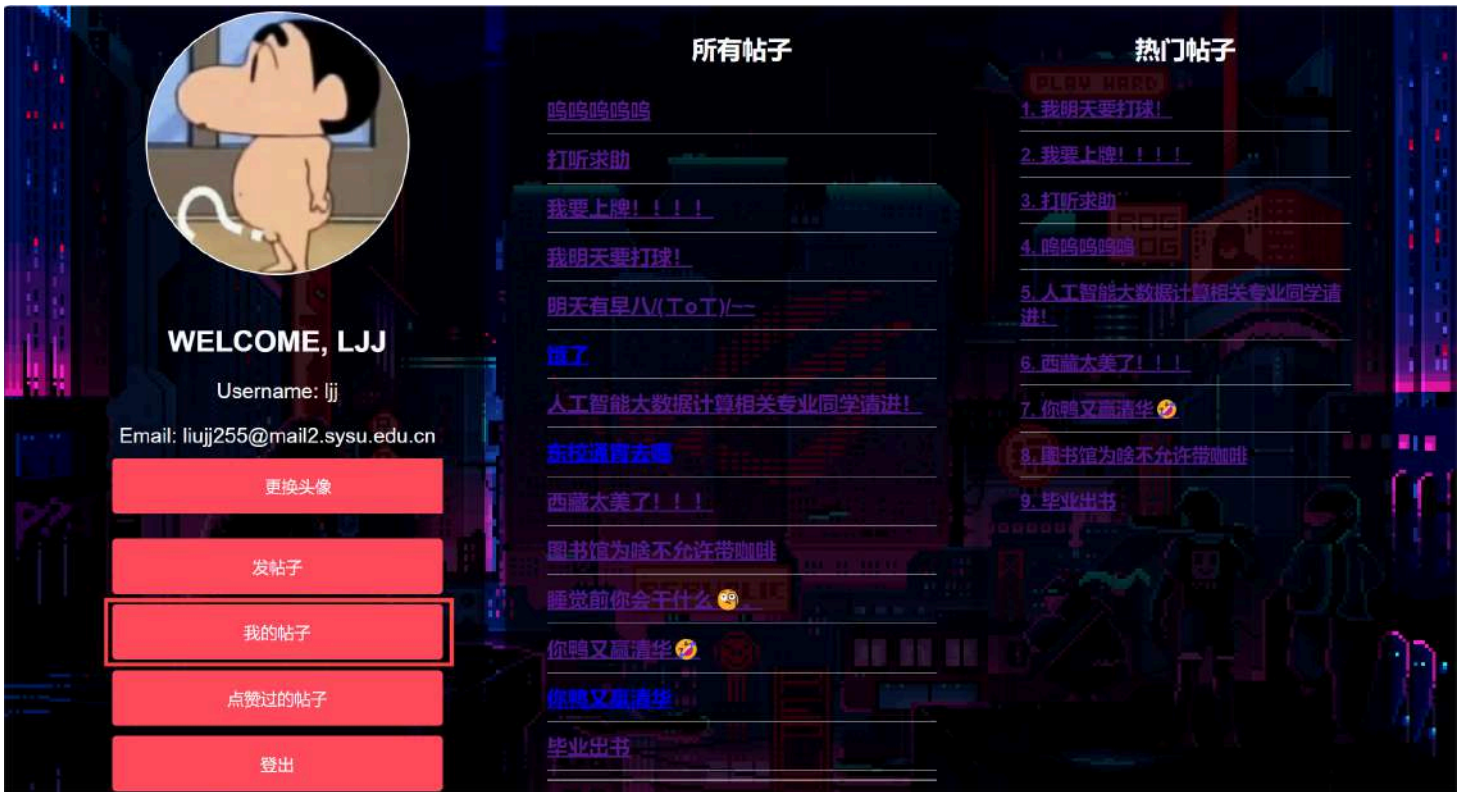 WELCOME, LJJ
Username: ljj
Email: liujj255@mail2.sysu.edu.cn
更换头像
发帖子
我的帖子
点赞过的帖子
登出
所有帖子
呜呜呜呜呜
打听求助
我要上牌！！！！
我明天要打球！
明天有早八/(ToT)/~~
饿了
人工智能大数据计算相关专业同学请进！
东校通宵去嘻
西藏太美了！！！
图书馆为啥不允许带咖啡
睡觉前你会干什么🧐。
你鸭又赢清华🤣
你鸭又赢清华
毕业出书
热门帖子
PLAY HARD
1. 我明天要打球！
2. 我要上牌！！！！
3. 打听求助
4. 呜呜呜呜呜
5. 人工智能大数据计算相关专业同学请
进！
6. 西藏太美了！！！
7. 你鸭又赢清华🤣
8. 图书馆为啥不允许带咖啡
9. 毕业出书
REPUBLIC